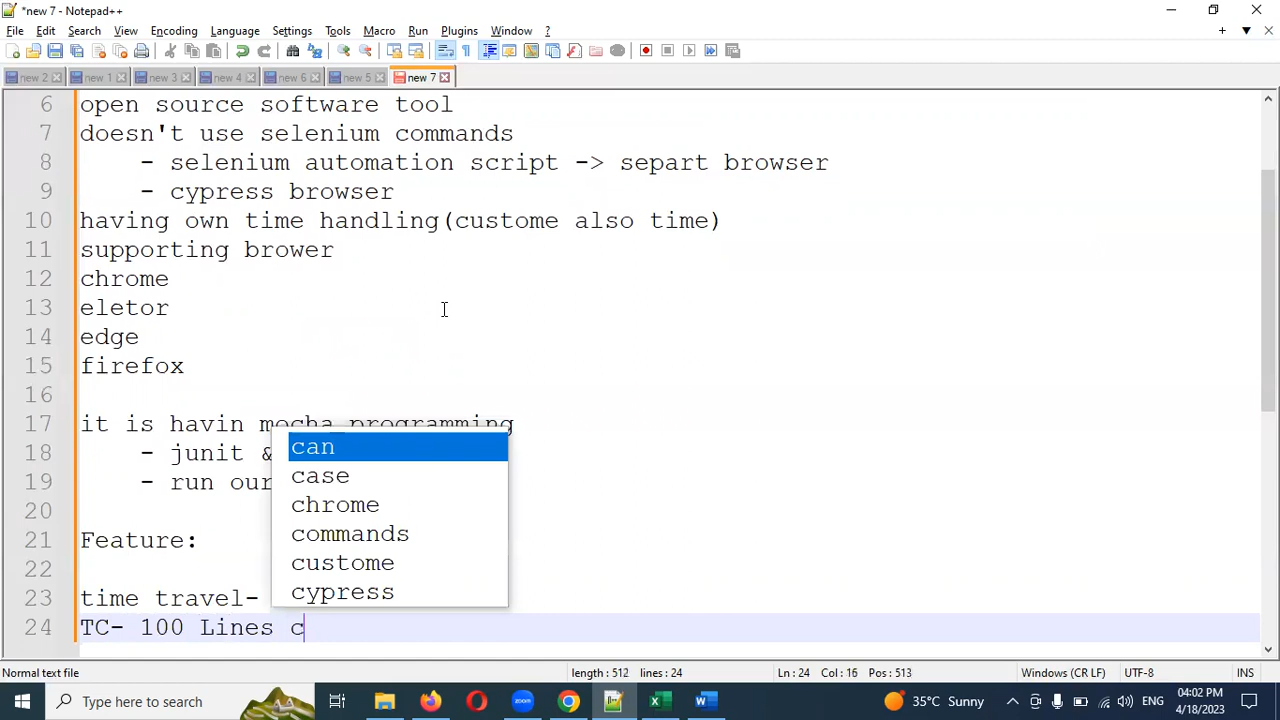 *new 7 - Notepad++
File Edit Search View Encoding Language Settings Tools Macro Run Plugins Window ?
new 2 new 1 new 3 new 4 new 6 new 5 new 7
6 open source software tool
7 doesn't use selenium commands
8 - selenium automation script -> separt browser
9 - cypress browser
10 having own time handling(custome also time)
11 supporting brower
12 chrome
13 eletor
14 edge
15 firefox
16
17 it is havin mocha programming
18 - junit &
19 - run our
20
21 Feature:
22
23 time travel-
24 TC- 100 Lines c
can
case
chrome
commands
custome
cypress
Normal text file length : 512 lines : 24 Ln : 24 Col : 16 Pos : 513 Windows (CR LF) UTF-8 INS
Type here to search
zoom
35°C Sunny
ENG
04:02 PM
4/18/2023